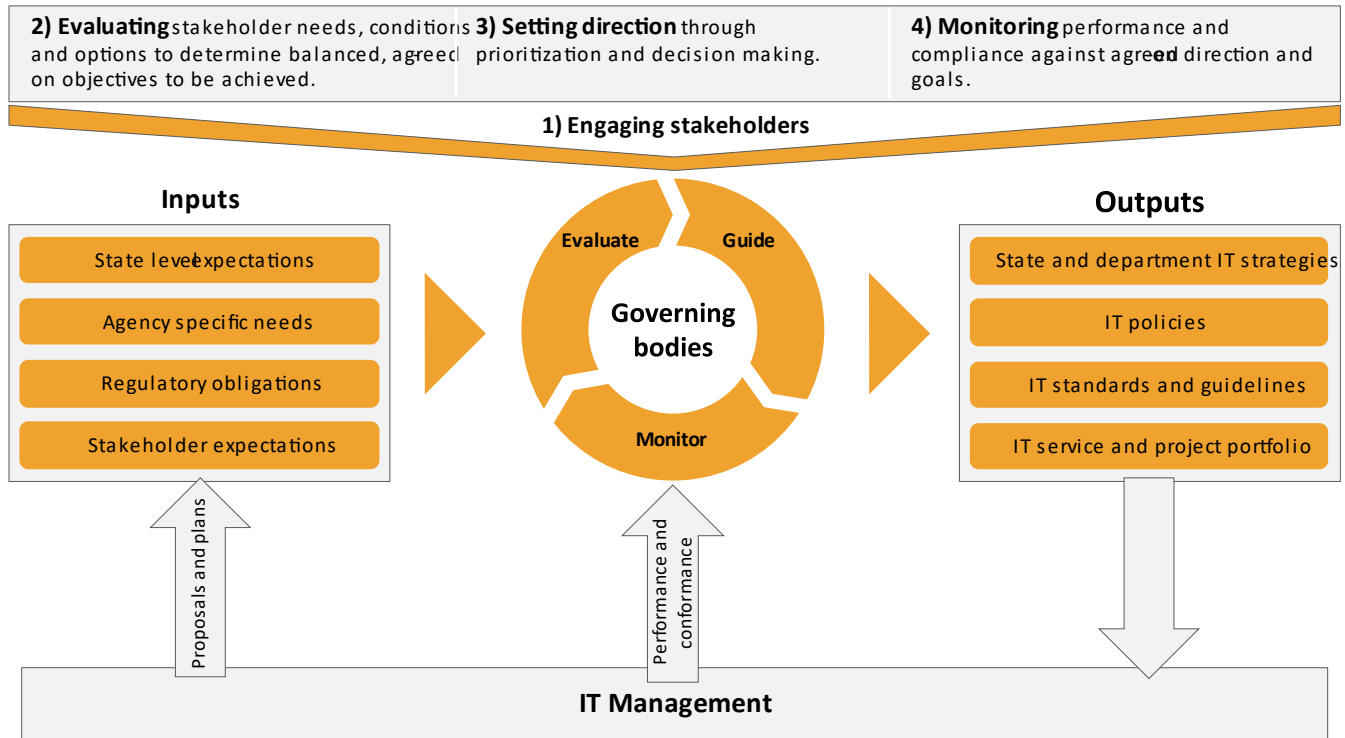 2) Evaluating stakeholder needs, conditions
and options to determine balanced, agreed-
on objectives to be achieved.
3) Setting direction through
prioritization and decision making.
4) Monitoring performance and
compliance against agreed-on direction and
goals.
1) Engaging stakeholders
Inputs
State level expectations
Agency specific needs
Regulatory obligations
Stakeholder expectations
Evaluate
Guide
Governing
bodies
Monitor
Outputs
State and department IT strategies
IT policies
IT standards and guidelines
IT service and project portfolio
Proposals and plans
Performance and
conformance
IT Management